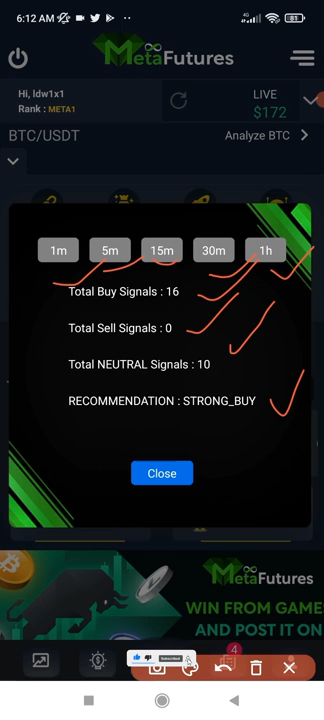 6:12 AM
4G
83
MetaFutures
Hi, ldw1x1
Rank : META1
LIVE
$172
BTC/USDT
Analyze BTC
1m
5m
15m
30m
1h
Total Buy Signals : 16
Total Sell Signals : 0
Total NEUTRAL Signals : 10
RECOMMENDATION : STRONG_BUY
Close
MetaFutures
WIN FROM GAME
AND POST IT ON
Subscribed
4